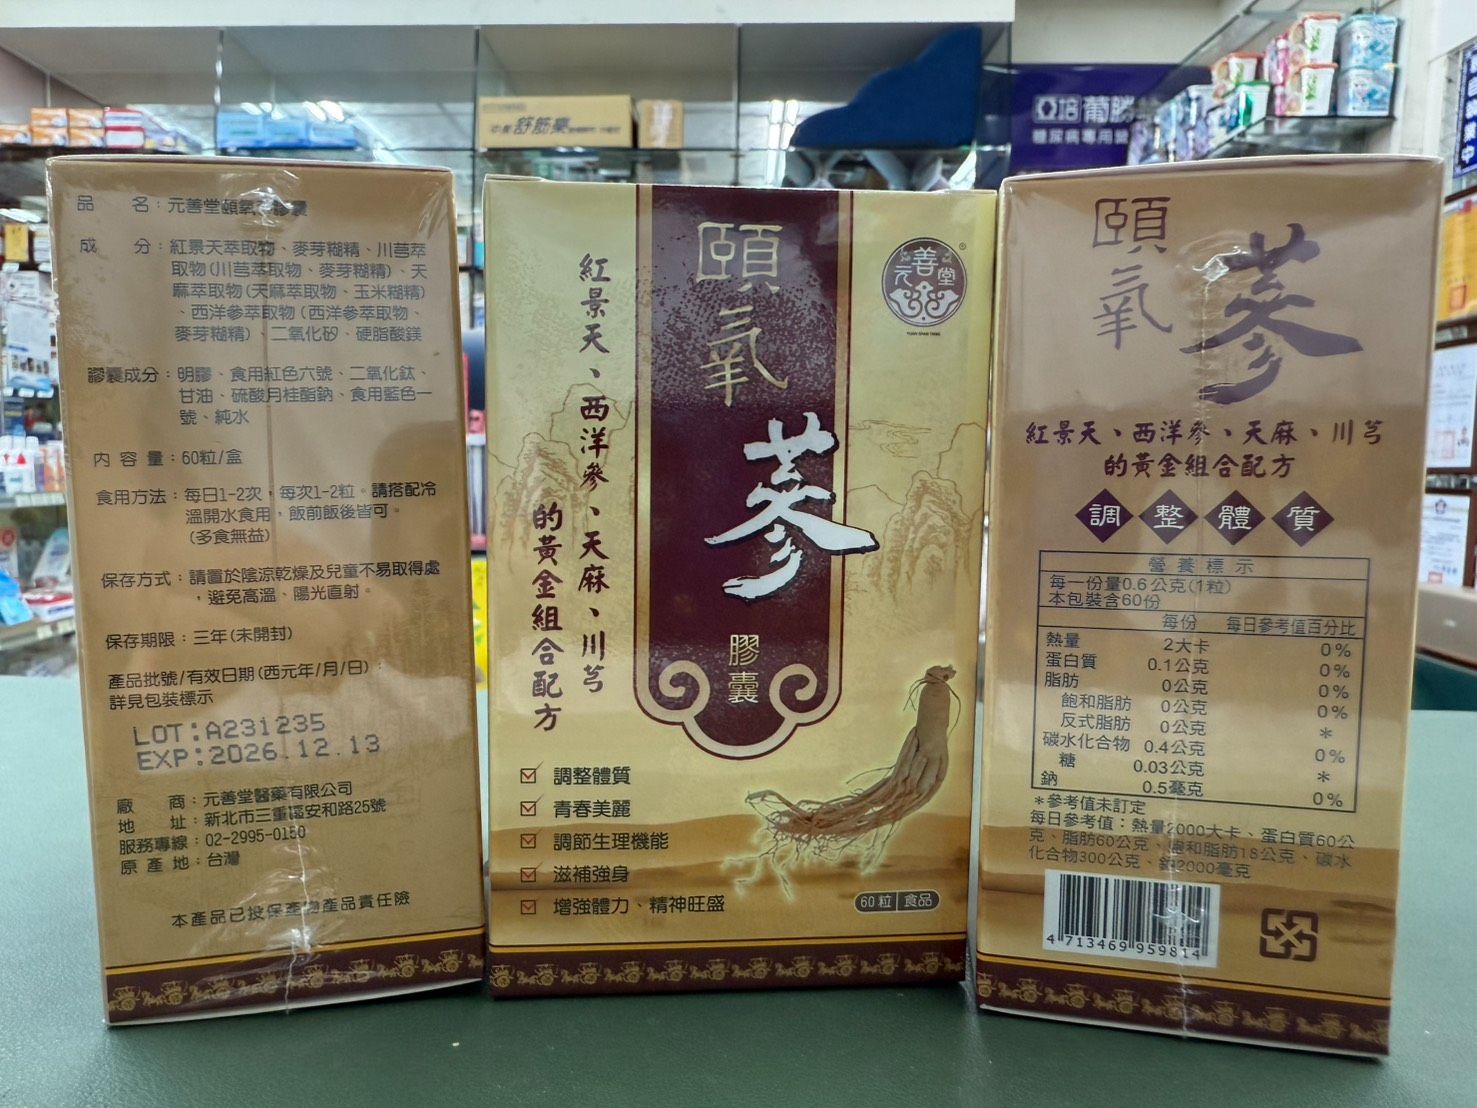 中美舒筋樂
培葡勝
糖尿病專用營
品 名：元善堂頤氧蔘膠囊
成 分：紅景天萃取物、麥芽糊精、川芎萃
取物(川芎萃取物、麥芽糊精)、天
麻萃取物(天麻萃取物、玉米糊精)
、西洋參萃取物(西洋參萃取物、
麥芽糊精)、二氧化矽、硬脂酸鎂
膠囊成分：明膠、食用紅色六號、二氧化鈦、
甘油、硫酸月桂酯鈉、食用藍色一
號、純水
內 容 量：60粒/盒
食用方法：每日1-2次，每次1-2粒。請搭配冷
溫開水食用，飯前飯後皆可。
(多食無益)
保存方式：請置於陰涼乾燥及兒童不易取得處
，避免高溫、陽光直射。
保存期限：三年(未開封)
產品批號/有效日期(西元年/月/日)：
詳見包裝標示
LOT:A231235
EXP:2026.12.13
廠 商：元善堂醫藥有限公司
地 址：新北市三重區安和路25號
服務專線：02-2995-0150
原 產 地：台灣
本產品已投保產物產品責任險
頤氧
蔘
膠囊
紅景天、西洋參、天麻、川芎
的黃金組合配方
元善堂
®
YUAN SHAN TANG
調整體質
青春美麗
調節生理機能
滋補強身
增強體力、精神旺盛
60粒 食品
頤氧
蔘
紅景天、西洋參、天麻、川芎
的黃金組合配方
調整體質
營養標示
每一份量0.6公克(1粒)
本包裝含60份
每份 每日參考值百分比
熱量 2大卡 0%
蛋白質 0.1公克 0%
脂肪 0公克 0%
飽和脂肪 0公克 0%
反式脂肪 0公克 *
碳水化合物 0.4公克 0%
糖 0.03公克 *
鈉 0.5毫克 0%
*參考值未訂定
每日參考值：熱量2000大卡、蛋白質60公
克、脂肪60公克、飽和脂肪18公克、碳水
化合物300公克、鈉2000毫克
4 713469 959814